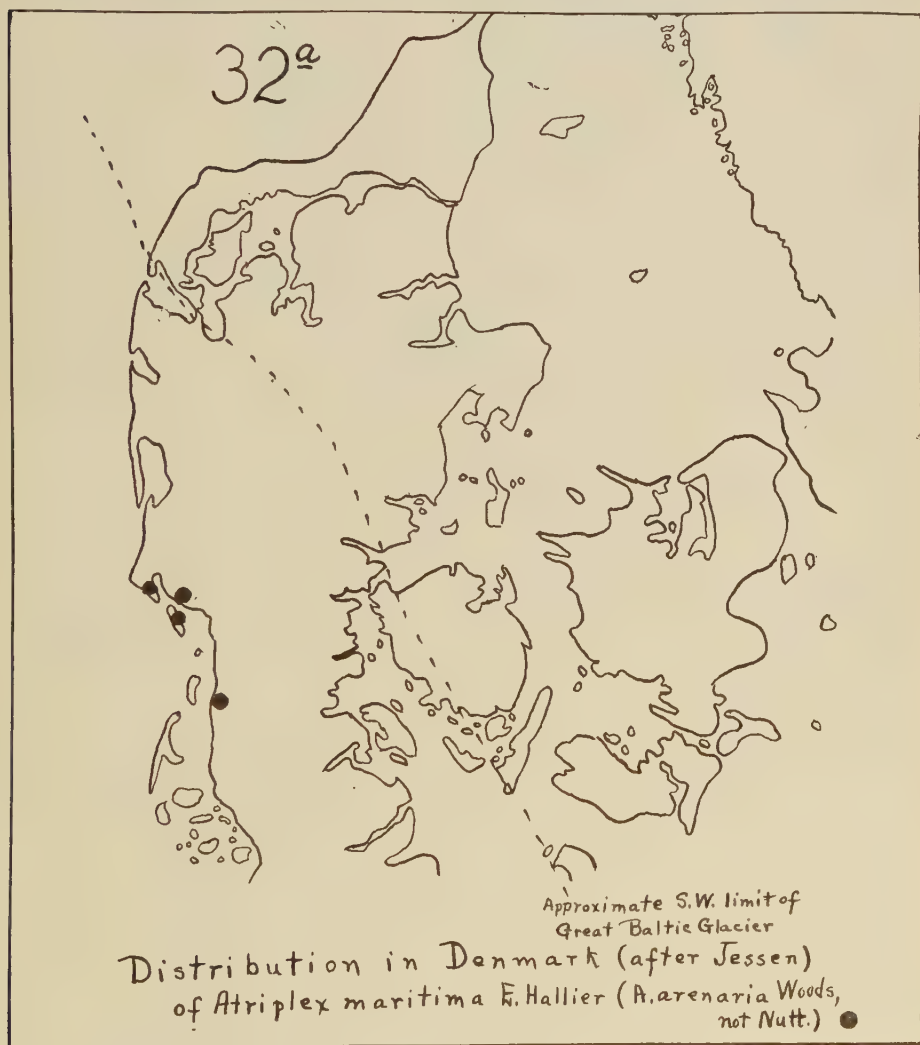 32ª
Approximate S.W. limit of
Great Baltic Glacier
Distribution in Denmark (after Jessen)
of Atriplex maritima E. Hallier (A. arenaria Woods,
not Nutt.)